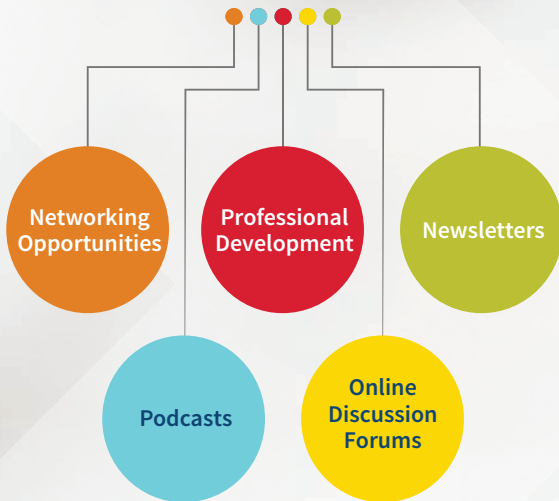 Networking
Opportunities
Professional
Development
Newsletters
Podcasts
Online
Discussion
Forums